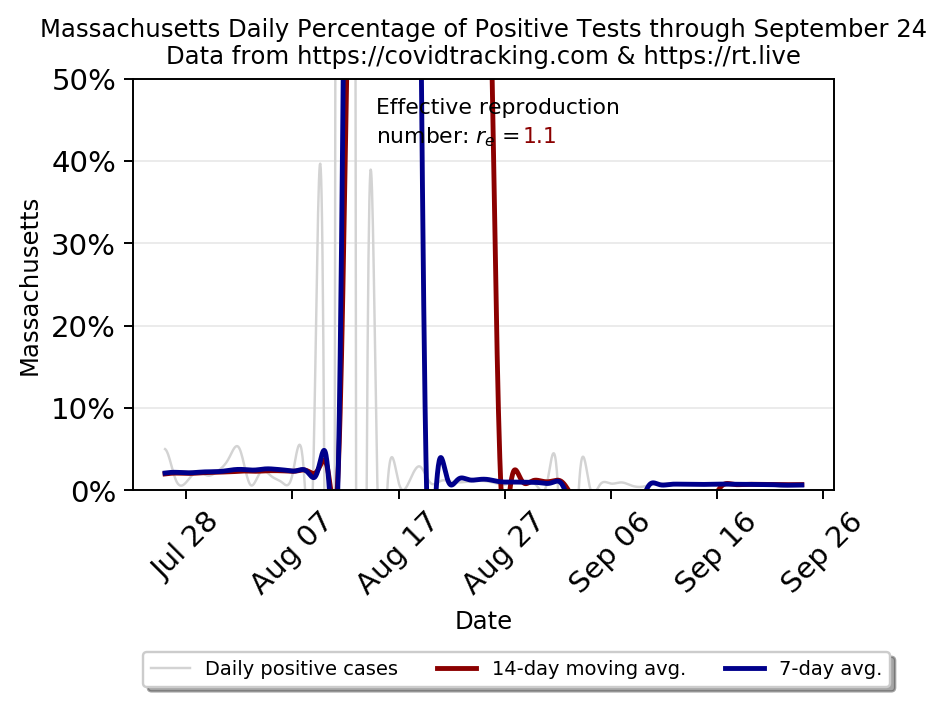 Massachusetts Daily Percentage of Positive Tests through September 24
Data from https://covidtracking.com & https://rt.live
50%
Effective reproduction
number: rₑ = 1.1
40%
30%
20%
10%
0%
Massachusetts
Jul 28
Aug 07
Aug 17
Aug 27
Sep 06
Sep 16
Sep 26
Date
Daily positive cases
14-day moving avg.
7-day avg.